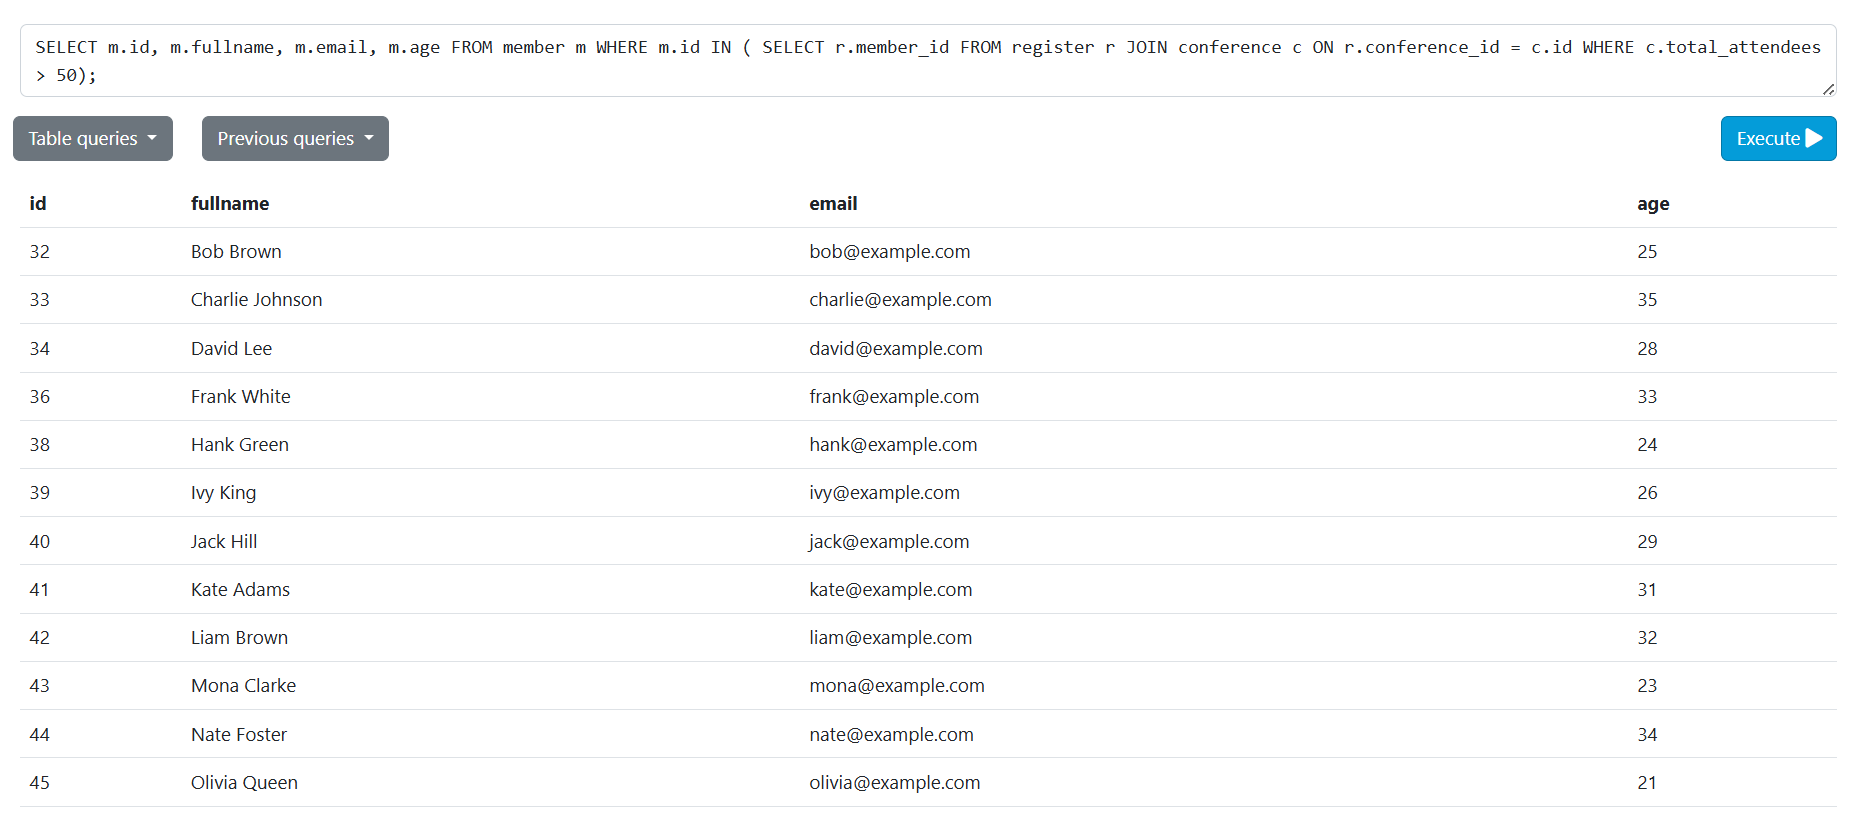 SELECT m.id, m.fullname, m.email, m.age FROM member m WHERE m.id IN ( SELECT r.member_id FROM register r JOIN conference c ON r.conference_id = c.id WHERE c.total_attendees
> 50);
Table queries Previous queries Execute
id fullname email age
32 Bob Brown bob@example.com 25
33 Charlie Johnson charlie@example.com 35
34 David Lee david@example.com 28
36 Frank White frank@example.com 33
38 Hank Green hank@example.com 24
39 Ivy King ivy@example.com 26
40 Jack Hill jack@example.com 29
41 Kate Adams kate@example.com 31
42 Liam Brown liam@example.com 32
43 Mona Clarke mona@example.com 23
44 Nate Foster nate@example.com 34
45 Olivia Queen olivia@example.com 21